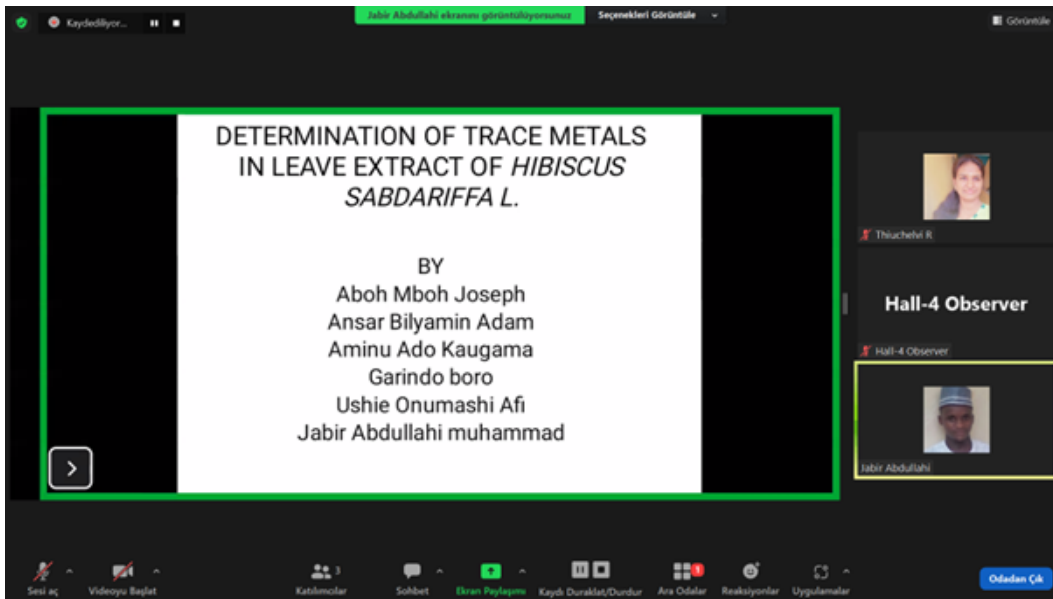 Kaydediliyor...
Jabir Abdullahi ekranını görüntülüyorsunuz
Seçenekleri Görüntüle
Görüntüle
DETERMINATION OF TRACE METALS
IN LEAVE EXTRACT OF HIBISCUS
SABDARIFFA L.
BY
Aboh Mboh Joseph
Ansar Bilyamin Adam
Aminu Ado Kaugama
Garindo boro
Ushie Onumashi Afi
Jabir Abdullahi muhammad
Thiuchelvi R
Hall-4 Observer
Hall-4 Observer
Jabir Abdullahi
Sesi aç
Videoyu Başlat
Katılımcılar
3
Sohbet
Ekran Paylaşımı
Kaydı Duraklat/Durdur
Ara Odalar
1
Reaksiyonlar
Uygulamalar
Odadan Çık